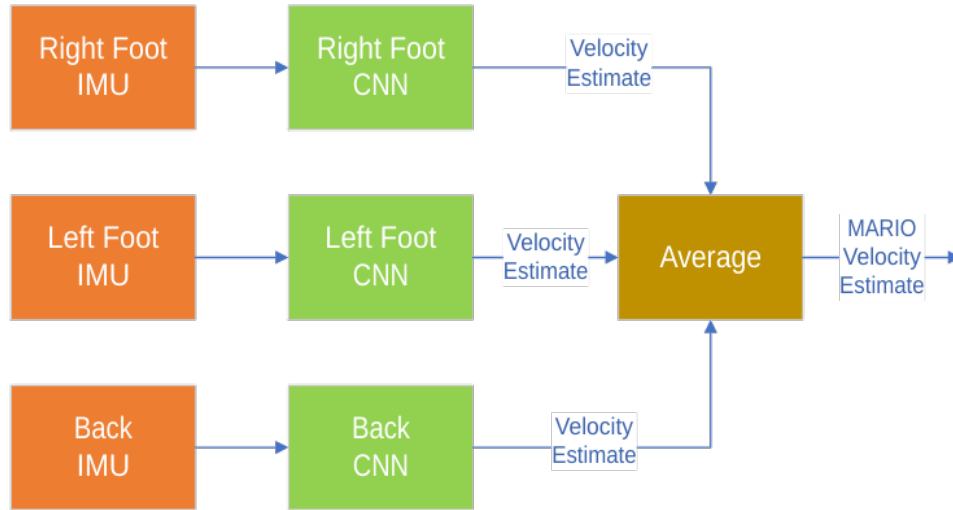 Right Foot
IMU
Right Foot
CNN
Velocity
Estimate
Left Foot
IMU
Left Foot
CNN
Velocity
Estimate
Average
MARIO
Velocity
Estimate
Back
IMU
Back
CNN
Velocity
Estimate